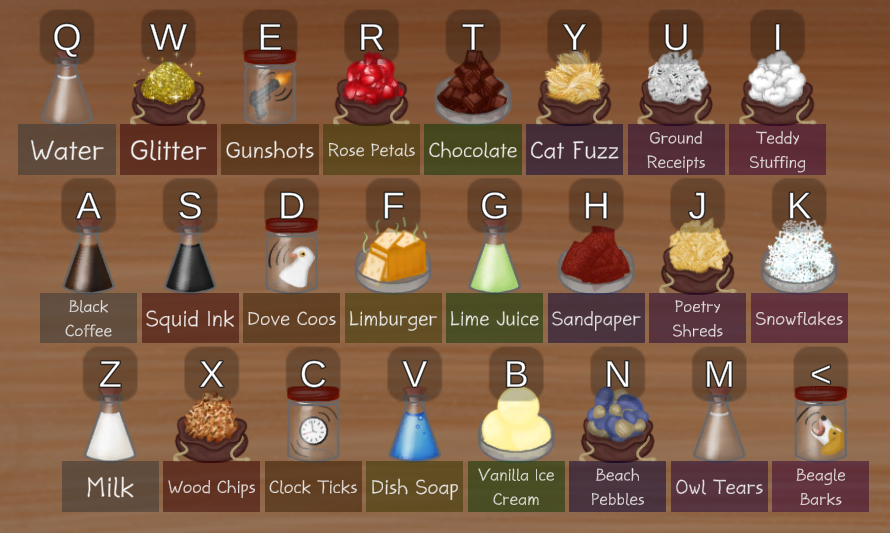 Q W E R T Y U I
Water Glitter Gunshots Rose Petals Chocolate Cat Fuzz Ground Receipts Teddy Stuffing
A S D F G H J K
Black Coffee Squid Ink Dove Coos Limburger Lime Juice Sandpaper Poetry Shreds Snowflakes
Z X C V B N M <
Milk Wood Chips Clock Ticks Dish Soap Vanilla Ice Cream Beach Pebbles Owl Tears Beagle Barks